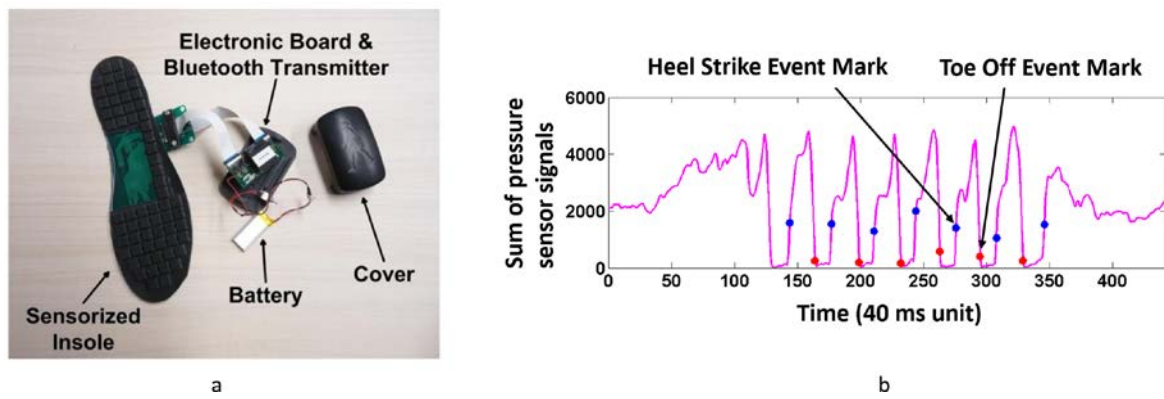 Electronic Board &
Bluetooth Transmitter
Sensorized
Insole
Battery
Cover
a
Heel Strike Event Mark
Toe Off Event Mark
Sum of pressure
sensor signals
6000
4000
2000
0
0 50 100 150 200 250 300 350 400
Time (40 ms unit)
b